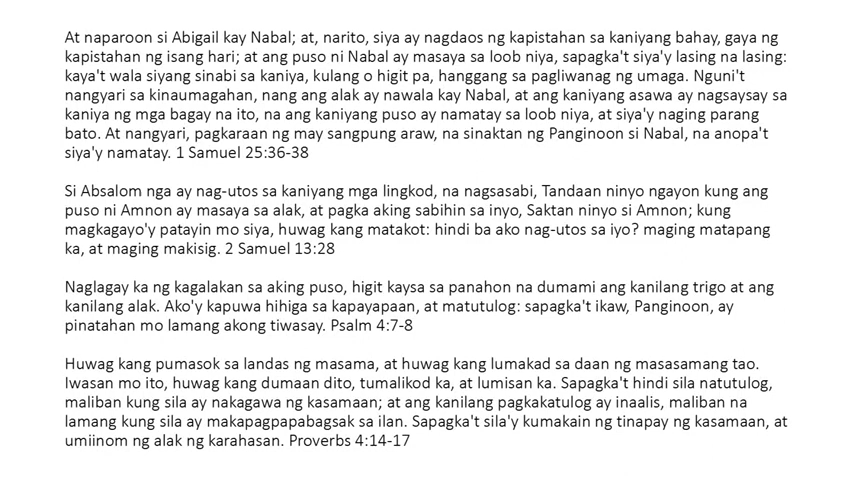 At naparoon si Abigail kay Nabal; at, narito, siya ay nagdaos ng kapistahan sa kaniyang bahay, gaya ng
kapistahan ng isang hari; at ang puso ni Nabal ay masaya sa loob niya, sapagka't siya'y lasing na lasing:
kaya't wala siyang sinabi sa kaniya, kulang o higit pa, hanggang sa pagliwanag ng umaga. Nguni't
nangyari sa kinaumagahan, nang ang alak ay nawala kay Nabal, at ang kaniyang asawa ay nagsaysay sa
kaniya ng mga bagay na ito, na ang kaniyang puso ay namatay sa loob niya, at siya'y naging parang
bato. At nangyari, pagkaraan ng may sangpung araw, na sinaktan ng Panginoon si Nabal, na anopa't
siya'y namatay. 1 Samuel 25:36-38
Si Absalom nga ay nag-utos sa kaniyang mga lingkod, na nagsasabi, Tandaan ninyo ngayon kung ang
puso ni Amnon ay masaya sa alak, at pagka aking sabihin sa inyo, Saktan ninyo si Amnon; kung
magkagayo'y patayin mo siya, huwag kang matakot: hindi ba ako nag-utos sa iyo? maging matapang
ka, at maging makisig. 2 Samuel 13:28
Naglagay ka ng kagalakan sa aking puso, higit kaysa sa panahon na dumami ang kanilang trigo at ang
kanilang alak. Ako'y kapuwa hihiga sa kapayapaan, at matutulog: sapagka't ikaw, Panginoon, ay
pinatahan mo lamang akong tiwasay. Psalm 4:7-8
Huwag kang pumasok sa landas ng masama, at huwag kang lumakad sa daan ng masasamang tao.
Iwasan mo ito, huwag kang dumaan dito, tumalikod ka, at lumisan ka. Sapagka't hindi sila natutulog,
maliban kung sila ay nakagawa ng kasamaan; at ang kanilang pagkakatulog ay inaalis, maliban na
lamang kung sila ay makapagpapabagsak sa ilan. Sapagka't sila'y kumakain ng tinapay ng kasamaan, at
umiinom ng alak ng karahasan. Proverbs 4:14-17